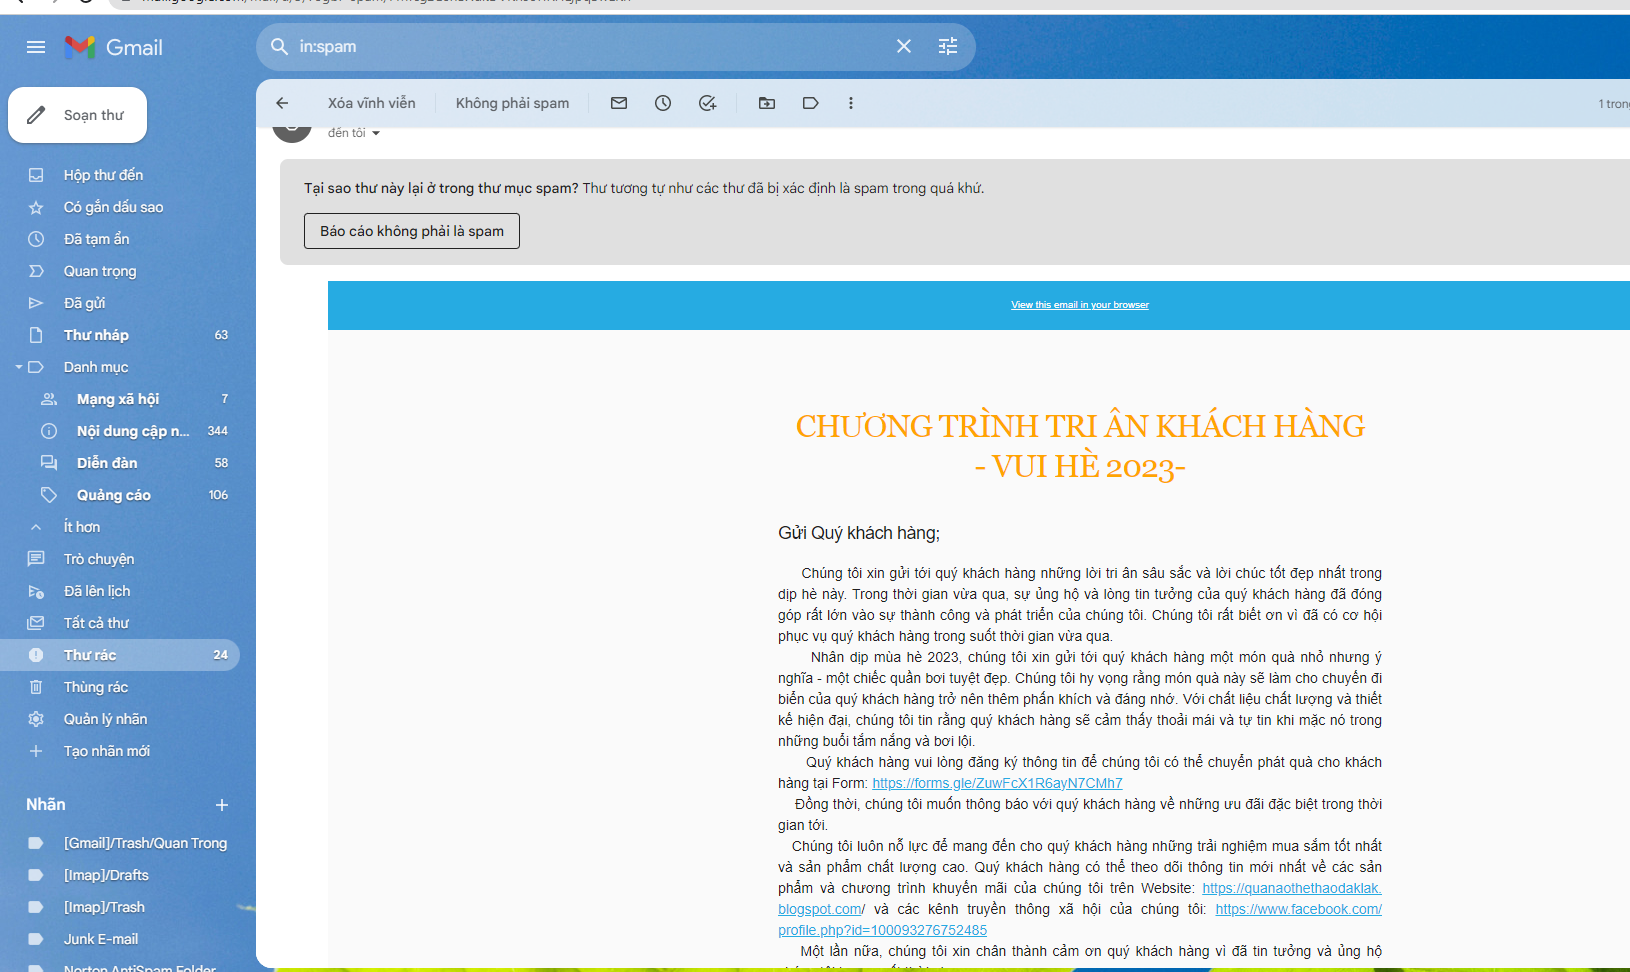 Gmail
in:spam
Soạn thư
Xóa vĩnh viễn
Không phải spam
1 trong
đến tôi
Hộp thư đến
Có gắn dấu sao
Đã tạm ẩn
Quan trọng
Đã gửi
Thư nháp 63
Danh mục
Mạng xã hội 7
Nội dung cập n... 344
Diễn đàn 58
Quảng cáo 106
Ít hơn
Trò chuyện
Đã lên lịch
Tất cả thư
Thư rác 24
Thùng rác
Quản lý nhãn
Tạo nhãn mới
Nhãn
[Gmail]/Trash/Quan Trong
[Imap]/Drafts
[Imap]/Trash
Junk E-mail
Norton AntiSpam Folder
Tại sao thư này lại ở trong thư mục spam? Thư tương tự như các thư đã bị xác định là spam trong quá khứ.
Báo cáo không phải là spam
View this email in your browser
CHƯƠNG TRÌNH TRI ÂN KHÁCH HÀNG
- VUI HÈ 2023-
Gửi Quý khách hàng;
Chúng tôi xin gửi tới quý khách hàng những lời tri ân sâu sắc và lời chúc tốt đẹp nhất trong
dịp hè này. Trong thời gian vừa qua, sự ủng hộ và lòng tin tưởng của quý khách hàng đã đóng
góp rất lớn vào sự thành công và phát triển của chúng tôi. Chúng tôi rất biết ơn vì đã có cơ hội
phục vụ quý khách hàng trong suốt thời gian vừa qua.
Nhân dịp mùa hè 2023, chúng tôi xin gửi tới quý khách hàng một món quà nhỏ nhưng ý
nghĩa - một chiếc quần bơi tuyệt đẹp. Chúng tôi hy vọng rằng món quà này sẽ làm cho chuyến đi
biển của quý khách hàng trở nên thêm phấn khích và đáng nhớ. Với chất liệu chất lượng và thiết
kế hiện đại, chúng tôi tin rằng quý khách hàng sẽ cảm thấy thoải mái và tự tin khi mặc nó trong
những buổi tắm nắng và bơi lội.
Quý khách hàng vui lòng đăng ký thông tin để chúng tôi có thể chuyển phát quà cho khách
hàng tại Form: https://forms.gle/ZuwFcX1R6ayN7CMh7
Đồng thời, chúng tôi muốn thông báo với quý khách hàng về những ưu đãi đặc biệt trong thời
gian tới.
Chúng tôi luôn nỗ lực để mang đến cho quý khách hàng những trải nghiệm mua sắm tốt nhất
và sản phẩm chất lượng cao. Quý khách hàng có thể theo dõi thông tin mới nhất về các sản
phẩm và chương trình khuyến mãi của chúng tôi trên Website: https://quanaothethaodaklak.
blogspot.com/ và các kênh truyền thông xã hội của chúng tôi: https://www.facebook.com/
profile.php?id=100093276752485
Một lần nữa, chúng tôi xin chân thành cảm ơn quý khách hàng vì đã tin tưởng và ủng hộ